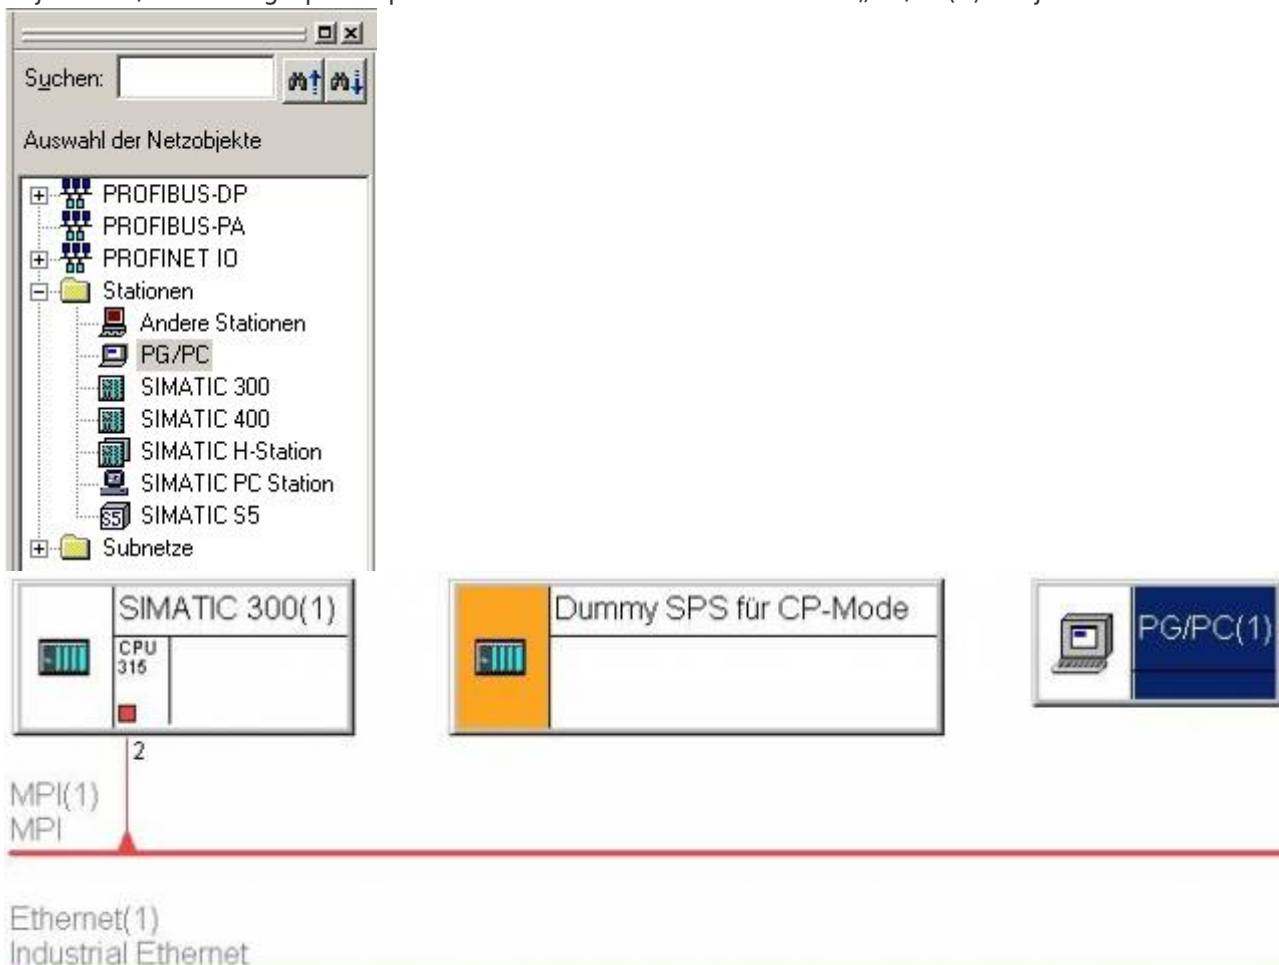 Suchen:
Auswahl der Netzobjekte
PROFIBUS-DP
PROFIBUS-PA
PROFINET IO
Stationen
Andere Stationen
PG/PC
SIMATIC 300
SIMATIC 400
SIMATIC H-Station
SIMATIC PC Station
SIMATIC S5
Subnetze
SIMATIC 300(1)
CPU
315
2
Dummy SPS für CP-Mode
PG/PC(1)
MPI(1)
MPI
Ethernet(1)
Industrial Ethernet